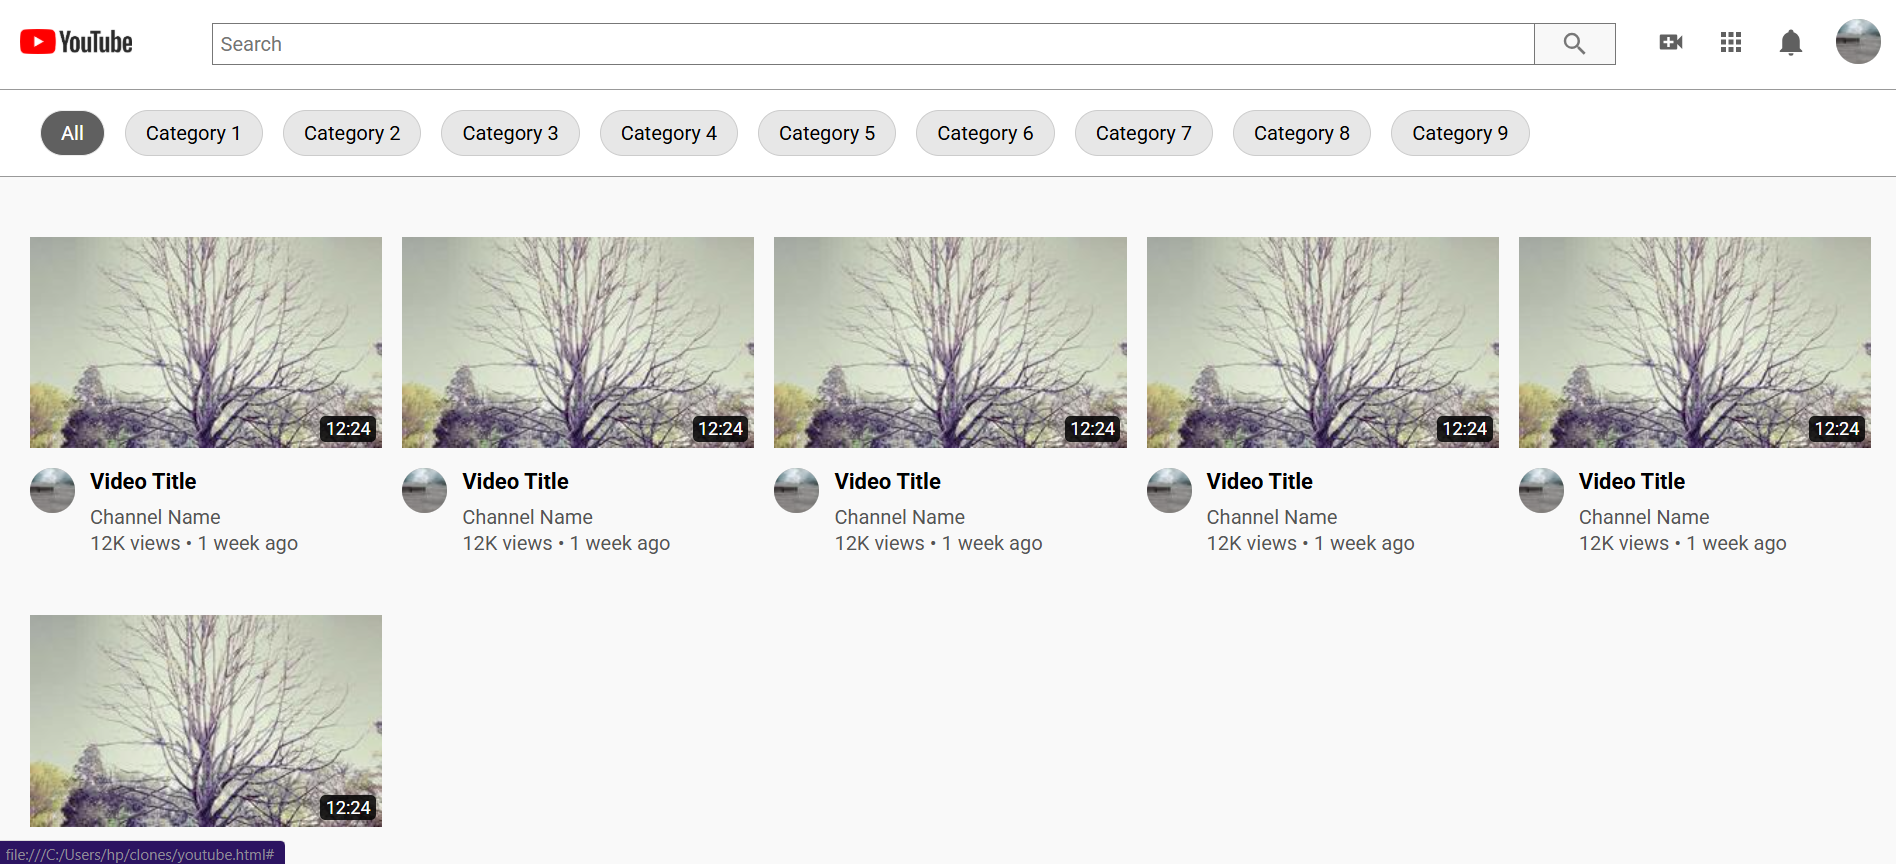 YouTube
Search
All
Category 1
Category 2
Category 3
Category 4
Category 5
Category 6
Category 7
Category 8
Category 9
12:24
12:24
12:24
12:24
12:24
Video Title
Channel Name
12K views • 1 week ago
Video Title
Channel Name
12K views • 1 week ago
Video Title
Channel Name
12K views • 1 week ago
Video Title
Channel Name
12K views • 1 week ago
Video Title
Channel Name
12K views • 1 week ago
12:24
file:///C:/Users/hp/clones/youtube.html#